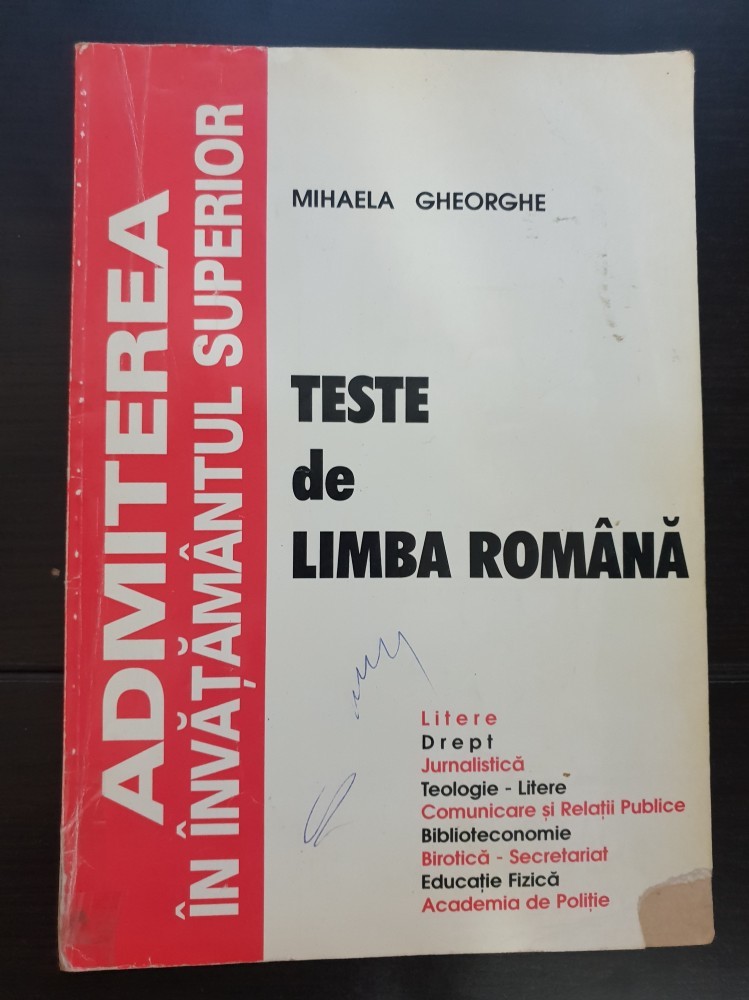 ADMITEREA
ÎN ÎNVĂȚĂMÂNTUL SUPERIOR
MIHAELA GHEORGHE
TESTE
de
LIMBA ROMÂNĂ
Litere
Drept
Jurnalistică
Teologie - Litere
Comunicare și Relații Publice
Biblioteconomie
Birotică - Secretariat
Educație Fizică
Academia de Poliție